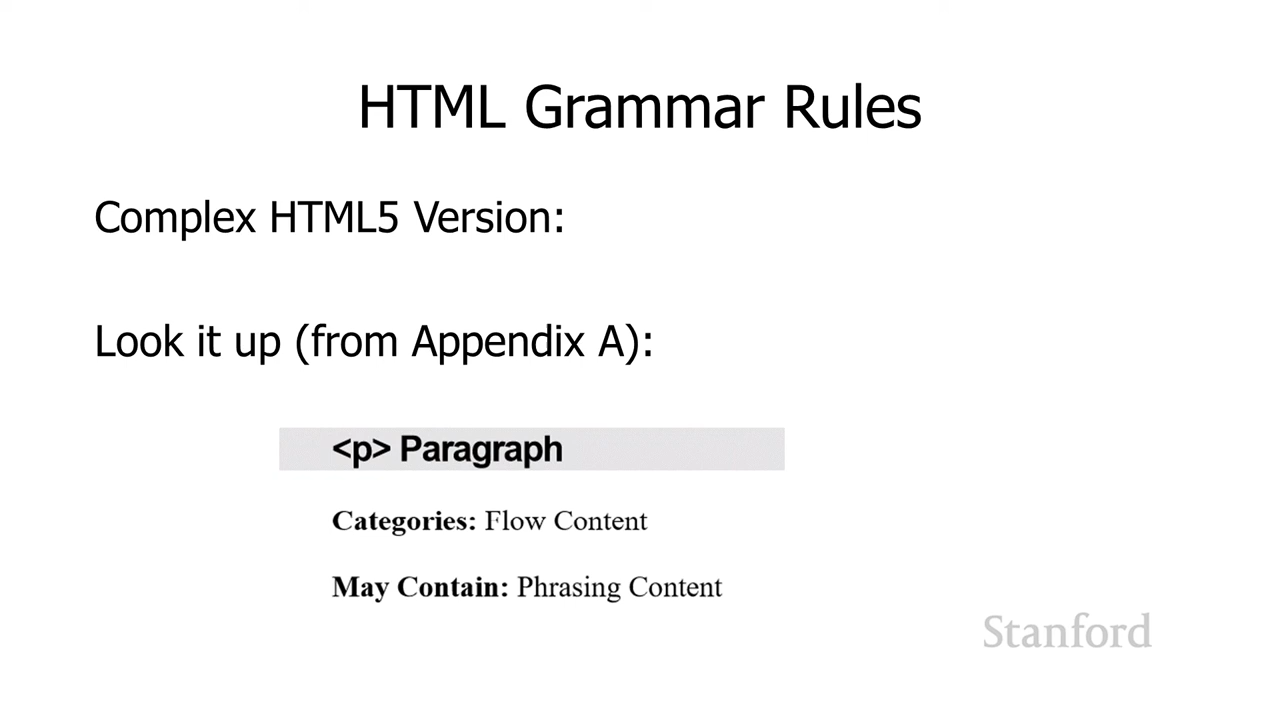 HTML Grammar Rules
Complex HTML5 Version:
Look it up (from Appendix A):
<p> Paragraph
Categories: Flow Content
May Contain: Phrasing Content
Stanford